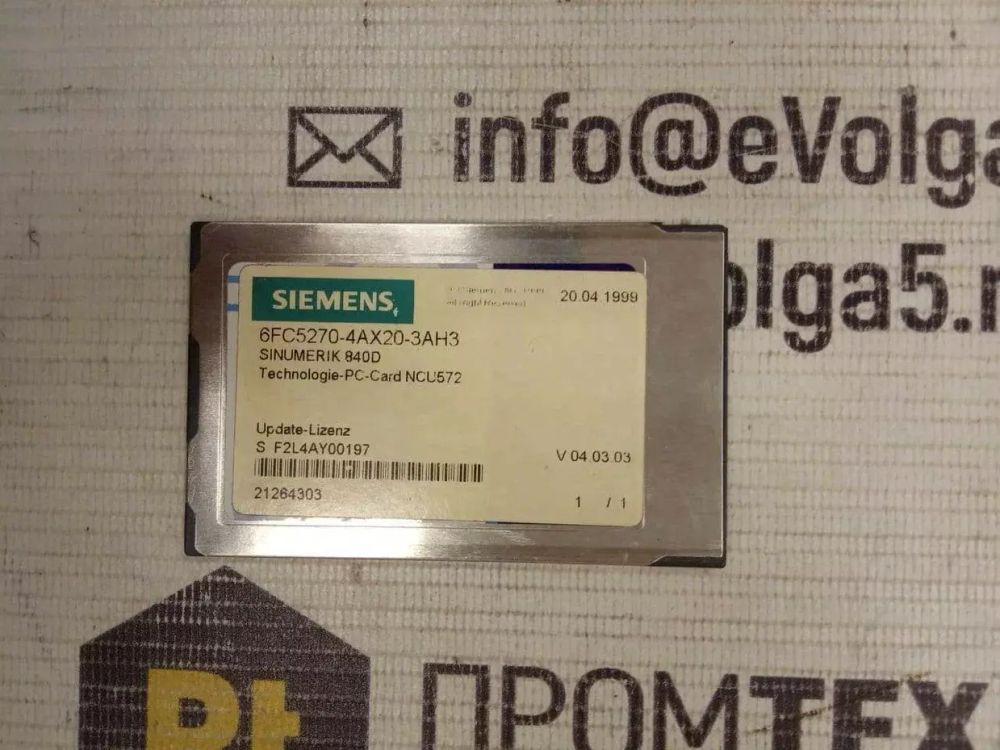 info@eVolga
olga5.
SIEMENS
20.04.1999
6FC5270-4AX20-3AH3
SINUMERIK 840D
Technologie-PC-Card NCU572
Update-Lizenz
S F2L4AY00197
V 04.03.03
21264303
1 / 1
Pt
ПРОМТЕХ